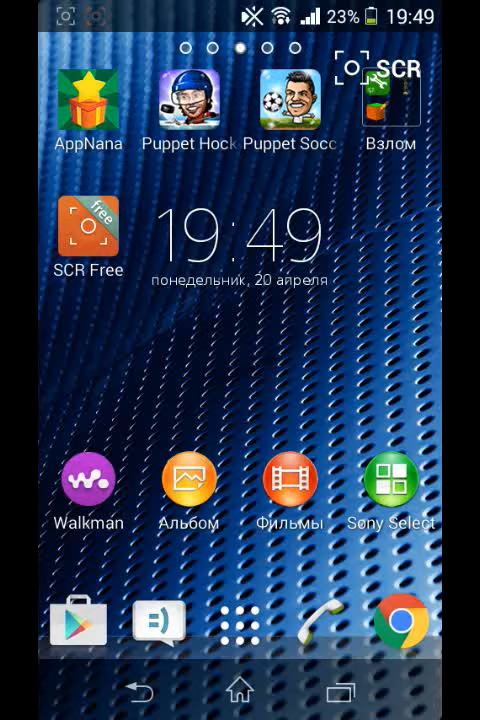 23% 19:49
SCR
AppNana
Puppet Hock
Puppet Socc
Взлом
free
SCR Free
19:49
понедельник, 20 апреля
Walkman
Альбом
Фильмы
Sony Select